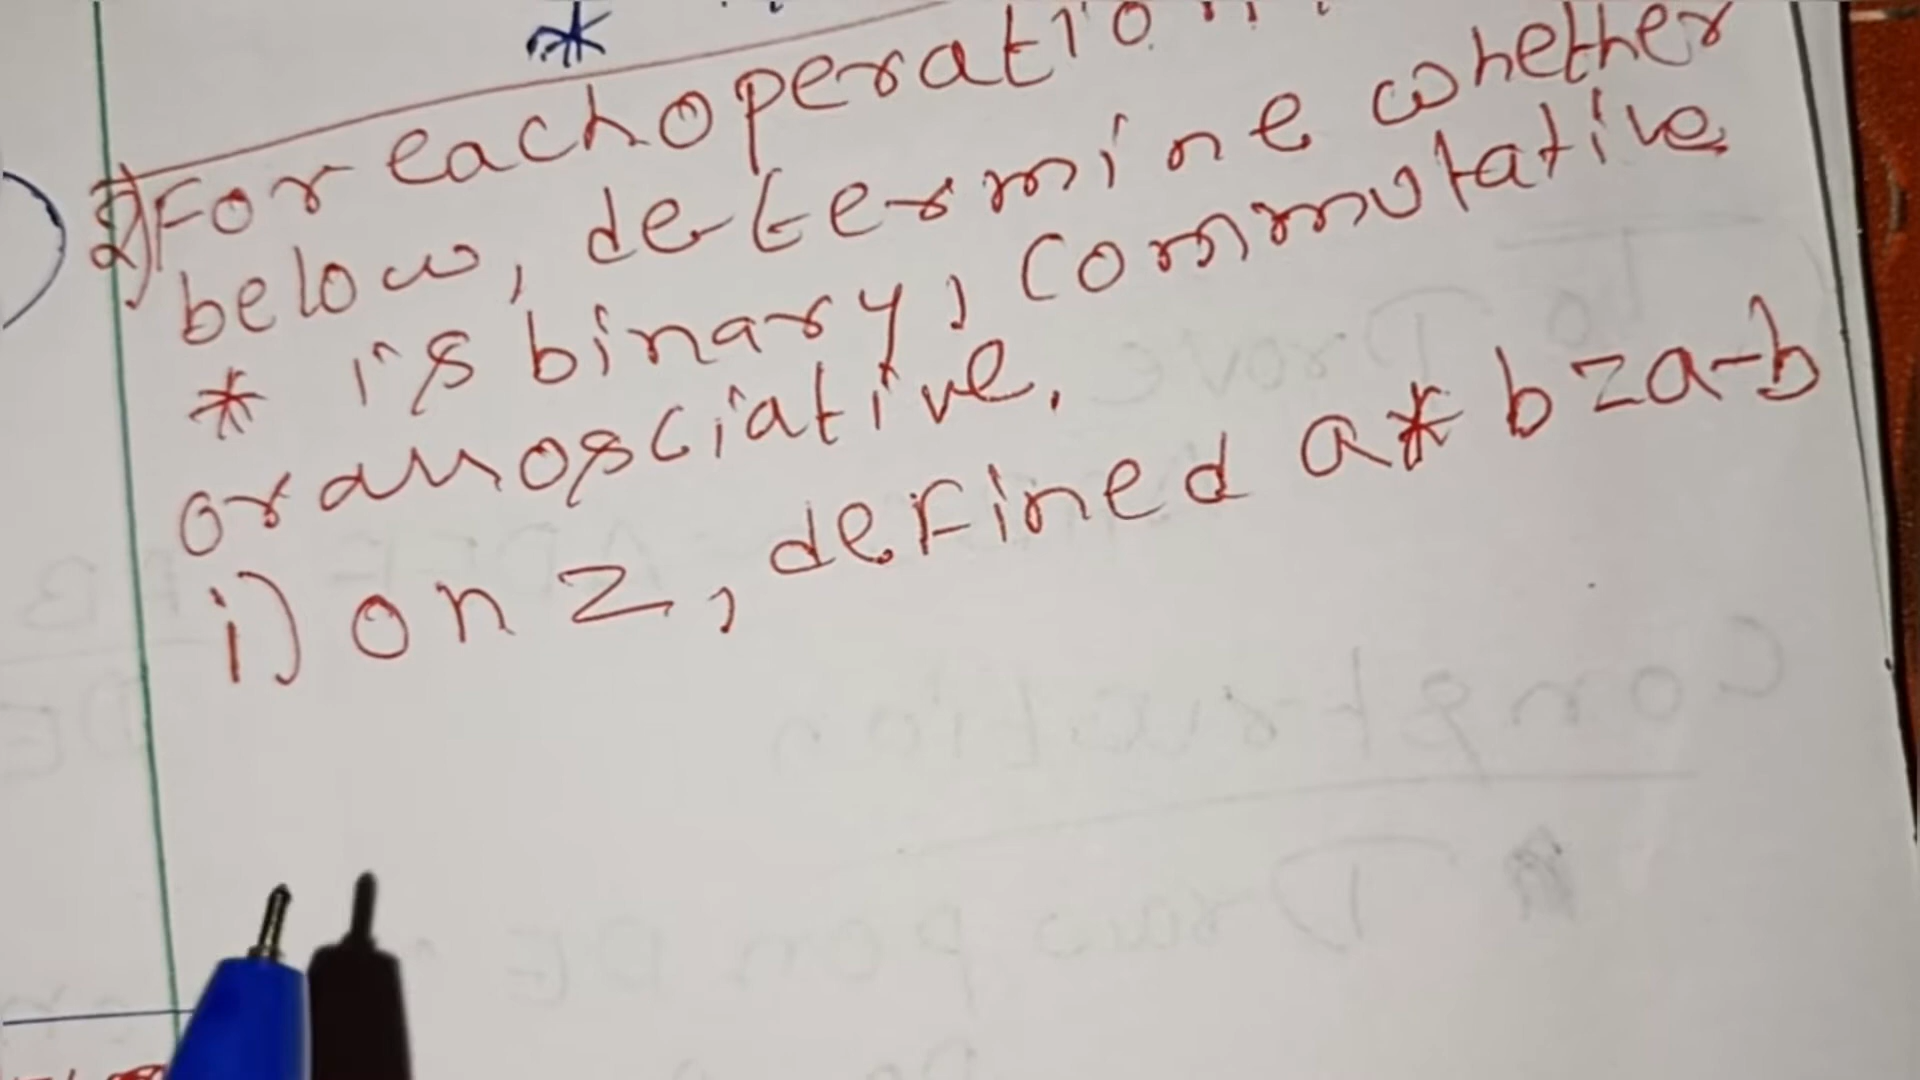 *
2) For each operation
below, determine whether
* is binary, commutative
or associative.
i) on z, defined a * b = a - b